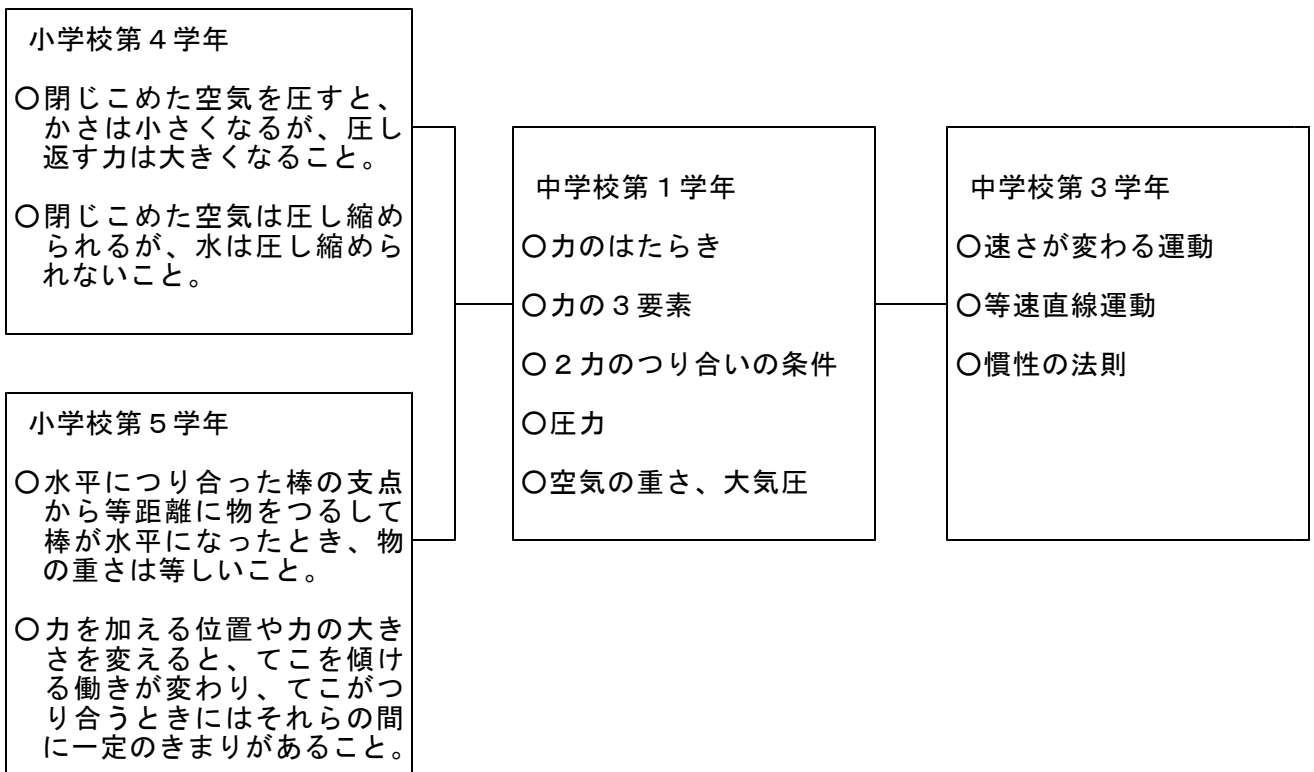 小学校第４学年
○閉じこめた空気を圧すと、
かさは小さくなるが、圧し
返す力は大きくなること。
○閉じこめた空気は圧し縮め
られるが、水は圧し縮めら
れないこと。
小学校第５学年
○水平につり合った棒の支点
から等距離に物をつるして
棒が水平になったとき、物
の重さは等しいこと。
○力を加える位置や力の大き
さを変えると、てこを傾け
る働きが変わり、てこがつ
り合うときにはそれらの間
に一定のきまりがあること。
中学校第１学年
○力のはたらき
○力の３要素
○２力のつり合いの条件
○圧力
○空気の重さ、大気圧
中学校第３学年
○速さが変わる運動
○等速直線運動
○慣性の法則